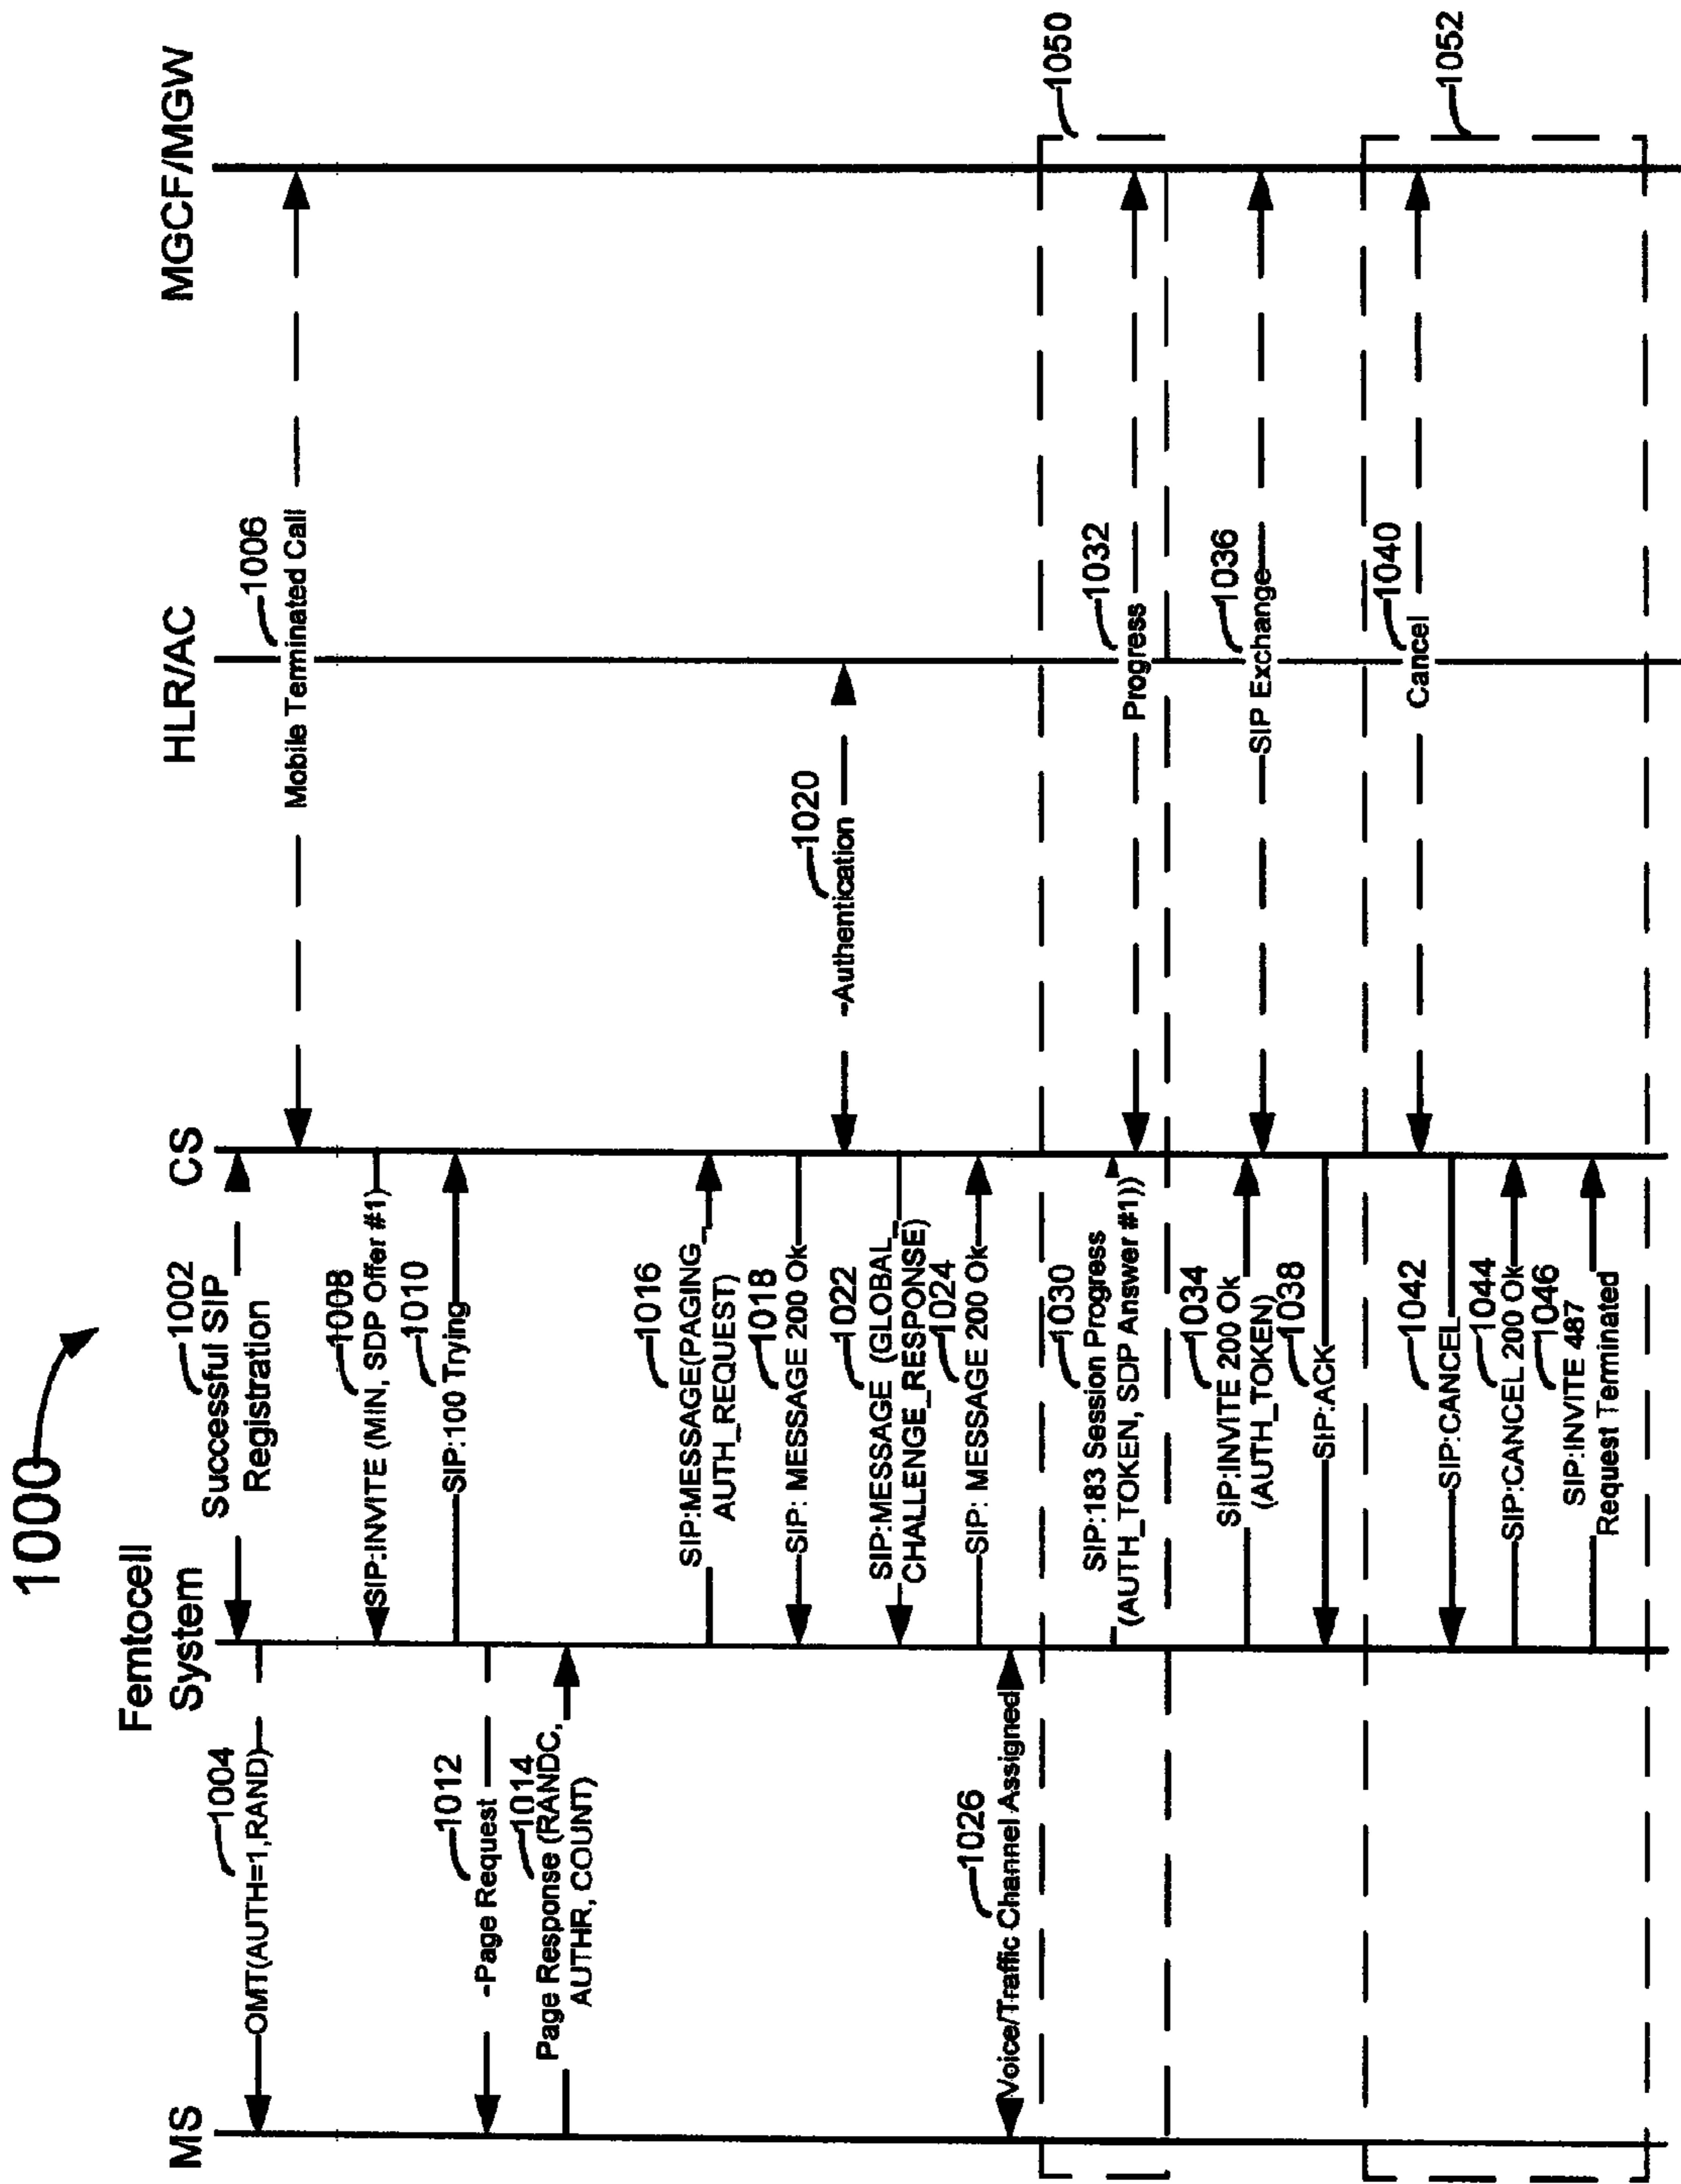 1000
MS
Femtocell
System
CS
HLR/AC
MGCF/MGW
1002
Successful SIP
Registration
1004
OMT(AUTH=1,RAND)
1006
Mobile Terminated Call
1008
SIP:INVITE (MIN, SDP Offer #1)
1010
SIP:100 Trying
1012
Page Request
1014
Page Response (RANDC,
AUTHR, COUNT)
1016
SIP:MESSAGE(PAGING_
AUTH_REQUEST)
1018
SIP: MESSAGE 200 Ok
1020
Authentication
1022
SIP:MESSAGE (GLOBAL_
CHALLENGE_RESPONSE)
1024
SIP: MESSAGE 200 Ok
1026
Voice/Traffic Channel Assigned
1050
1030
SIP:183 Session Progress
(AUTH_TOKEN, SDP Answer #1))
1032
Progress
1034
SIP:INVITE 200 Ok
(AUTH_TOKEN)
1036
SIP Exchange
1038
SIP:ACK
1052
1040
Cancel
1042
SIP:CANCEL
1044
SIP:CANCEL 200 Ok
1046
SIP:INVITE 487
Request Terminated